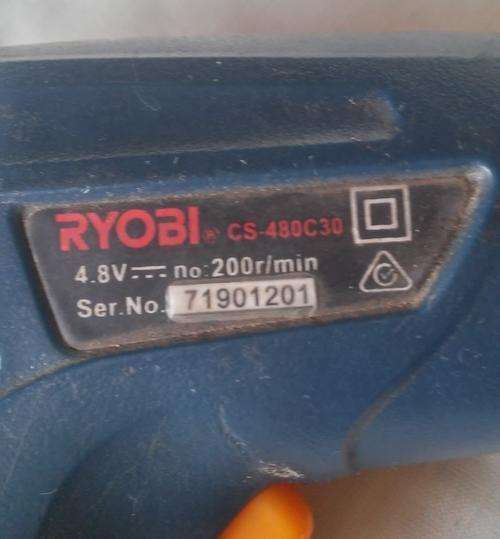 RYOBI® CS-480C30
4.8V⎓ no:200r/min
Ser.No. 71901201